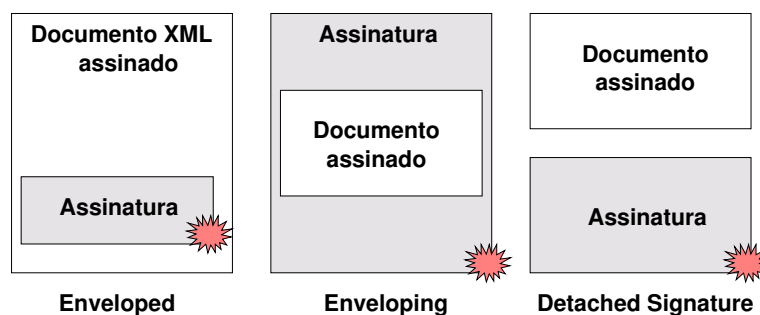 Documento XML
assinado
Assinatura
Enveloped
Assinatura
Documento
assinado
Enveloping
Documento
assinado
Assinatura
Detached Signature